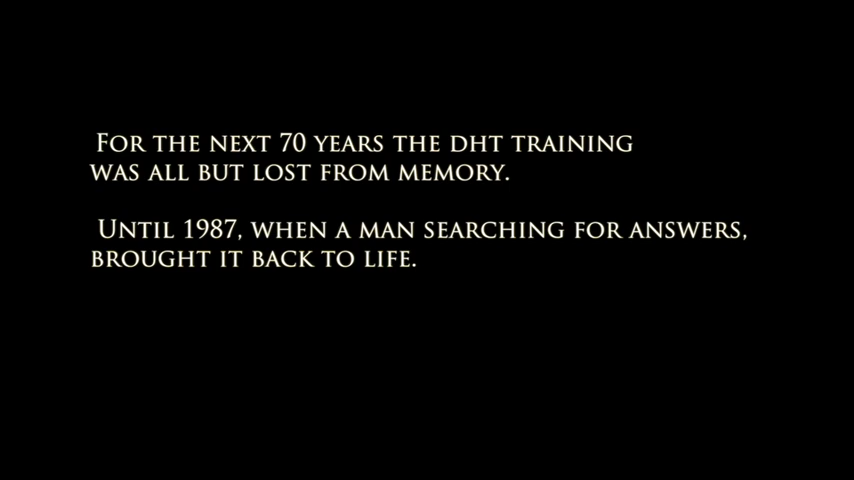 For the next 70 years the dht training
was all but lost from memory.
Until 1987, when a man searching for answers,
brought it back to life.